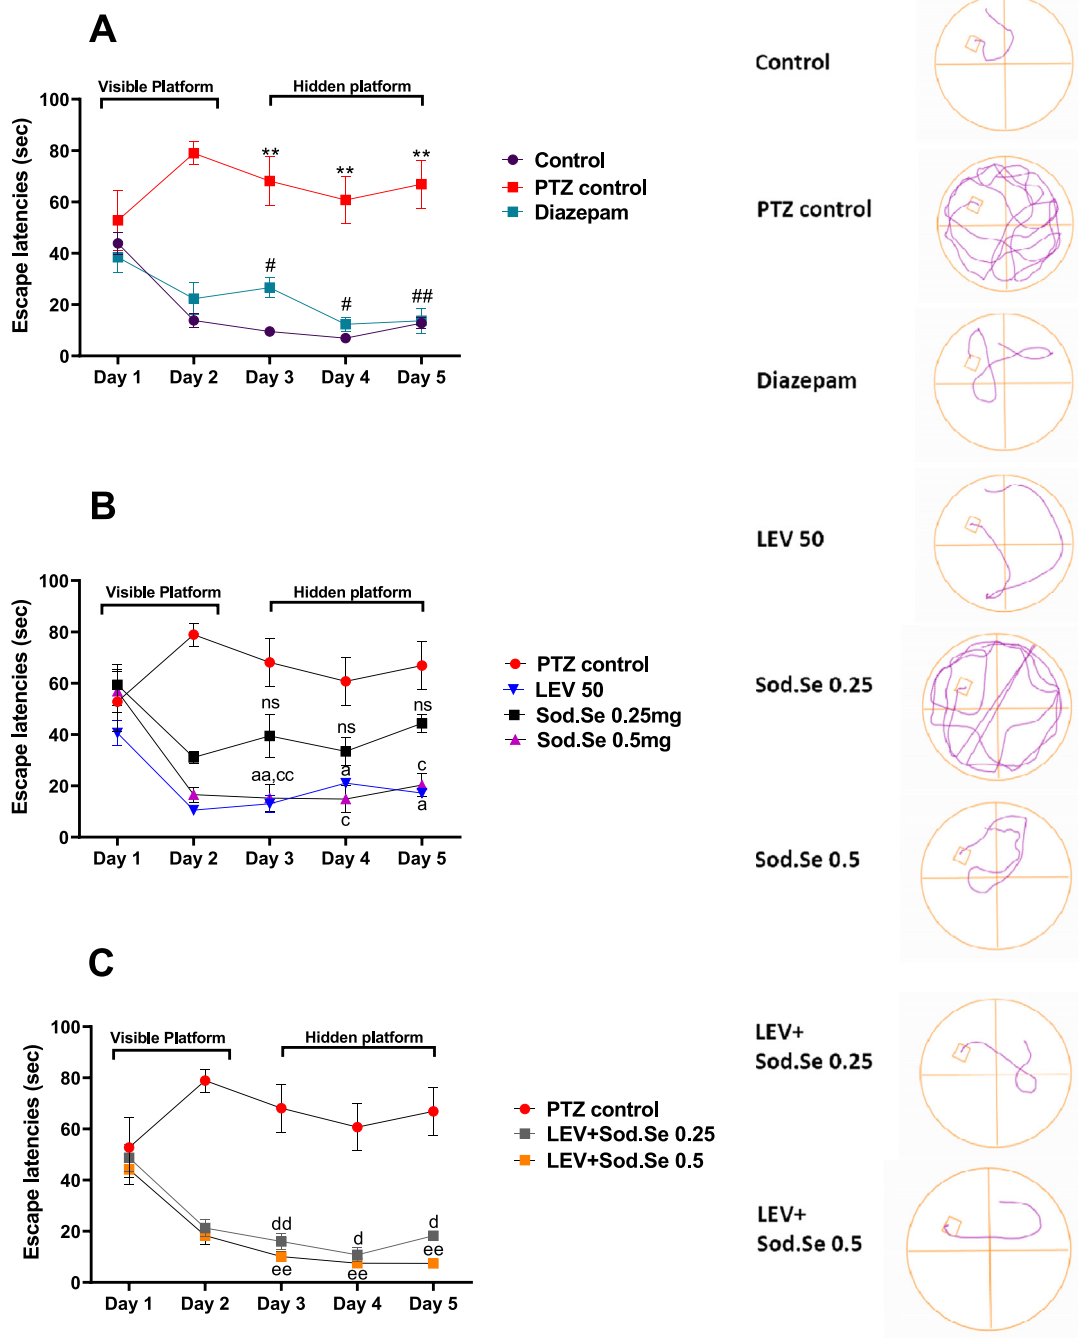 A
Visible Platform
Hidden platform
Escape latencies (sec)
100
80
60
40
20
0
**
**
**
#
#
##
Day 1 Day 2 Day 3 Day 4 Day 5
Control
PTZ control
Diazepam
B
Visible Platform
Hidden platform
Escape latencies (sec)
100
80
60
40
20
0
ns
ns
ns
aa,cc
a
c
c
a
Day 1 Day 2 Day 3 Day 4 Day 5
PTZ control
LEV 50
Sod.Se 0.25mg
Sod.Se 0.5mg
C
Visible Platform
Hidden platform
Escape latencies (sec)
100
80
60
40
20
0
dd
d
d
ee
ee
ee
Day 1 Day 2 Day 3 Day 4 Day 5
PTZ control
LEV+Sod.Se 0.25
LEV+Sod.Se 0.5
Control
PTZ control
Diazepam
LEV 50
Sod.Se 0.25
Sod.Se 0.5
LEV+
Sod.Se 0.25
LEV+
Sod.Se 0.5